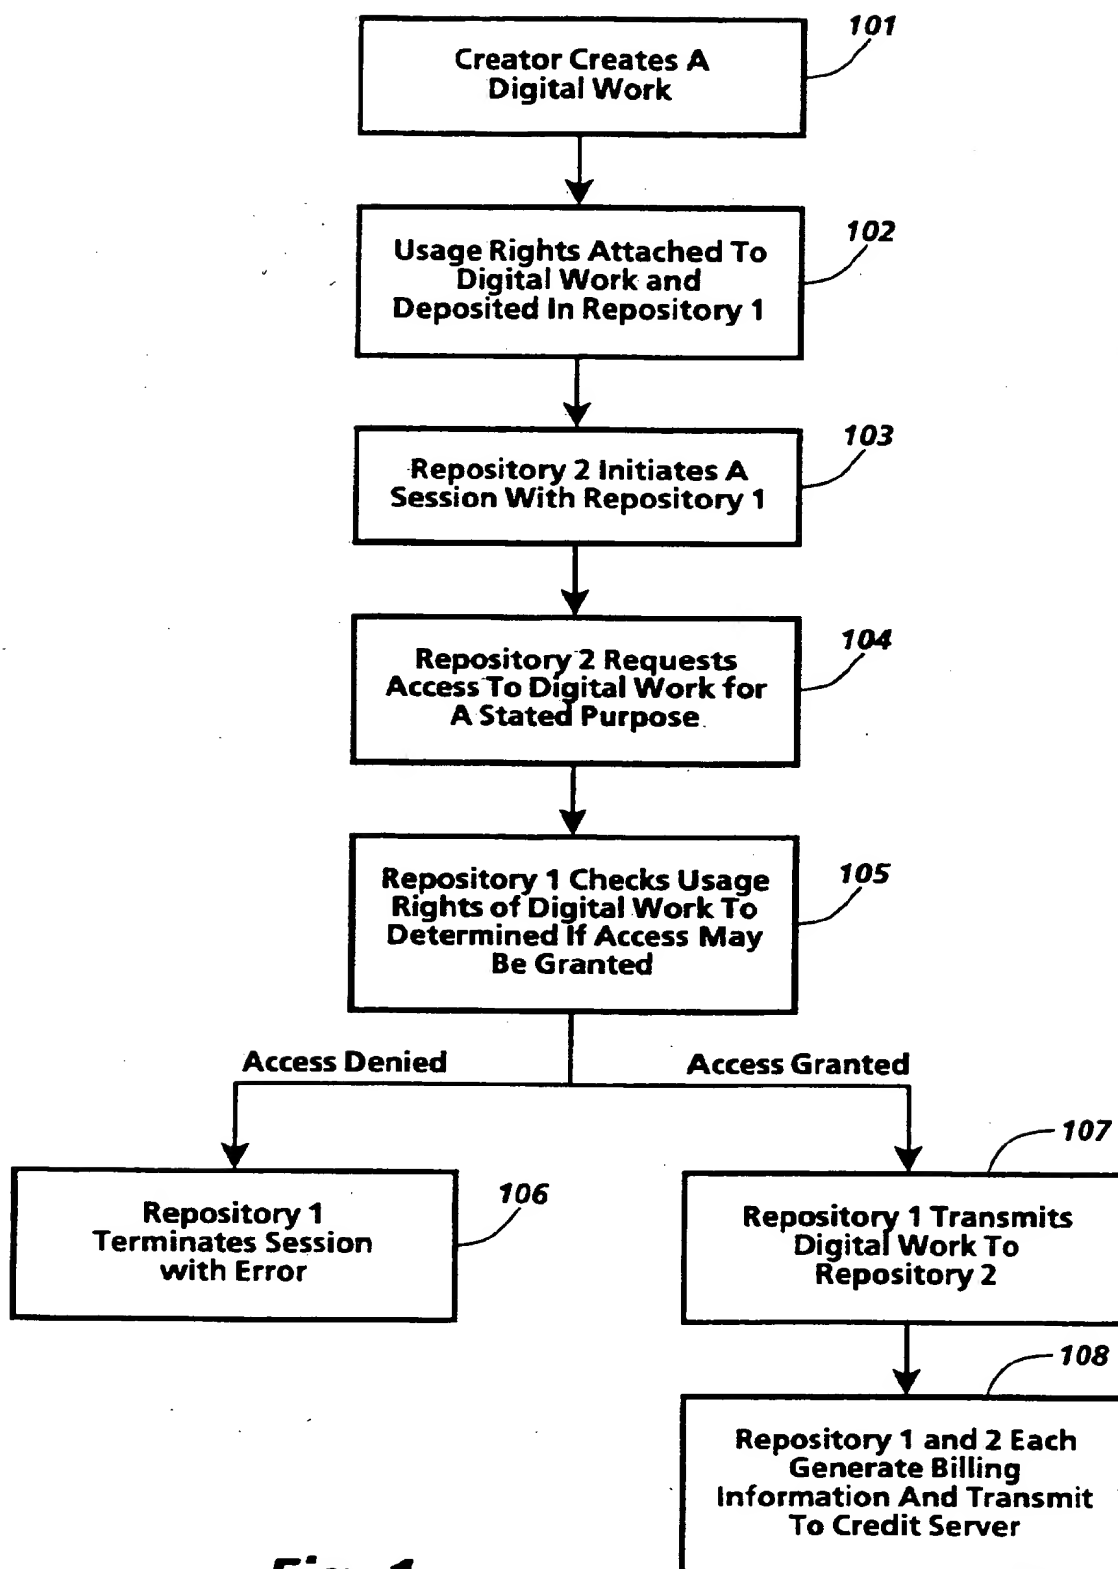 101
Creator Creates A
Digital Work
102
Usage Rights Attached To
Digital Work and
Deposited In Repository 1
103
Repository 2 Initiates A
Session With Repository 1
104
Repository 2 Requests
Access To Digital Work for
A Stated Purpose
105
Repository 1 Checks Usage
Rights of Digital Work To
Determined If Access May
Be Granted
Access Denied
Access Granted
106
Repository 1
Terminates Session
with Error
107
Repository 1 Transmits
Digital Work To
Repository 2
108
Repository 1 and 2 Each
Generate Billing
Information And Transmit
To Credit Server
Fig. 1